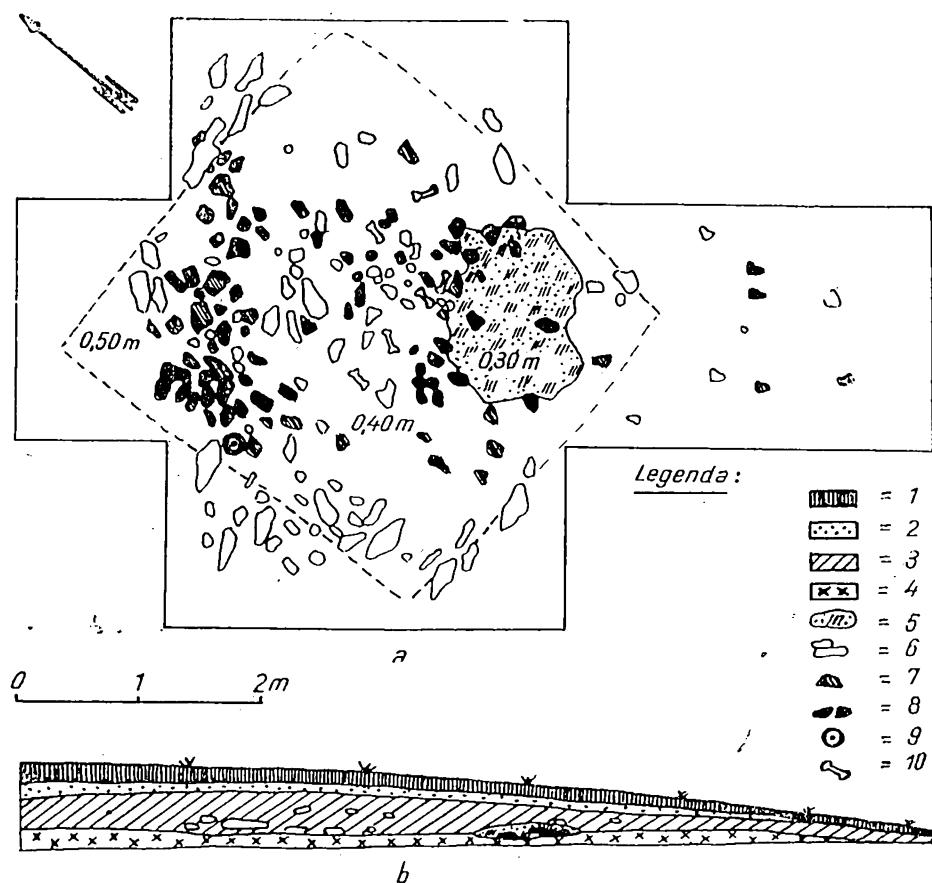 0,50 m
0,30 m
0,40 m
Legenda :
= 1
= 2
= 3
= 4
= 5
= 6
= 7
= 8
= 9
= 10
a
0 1 2m
b